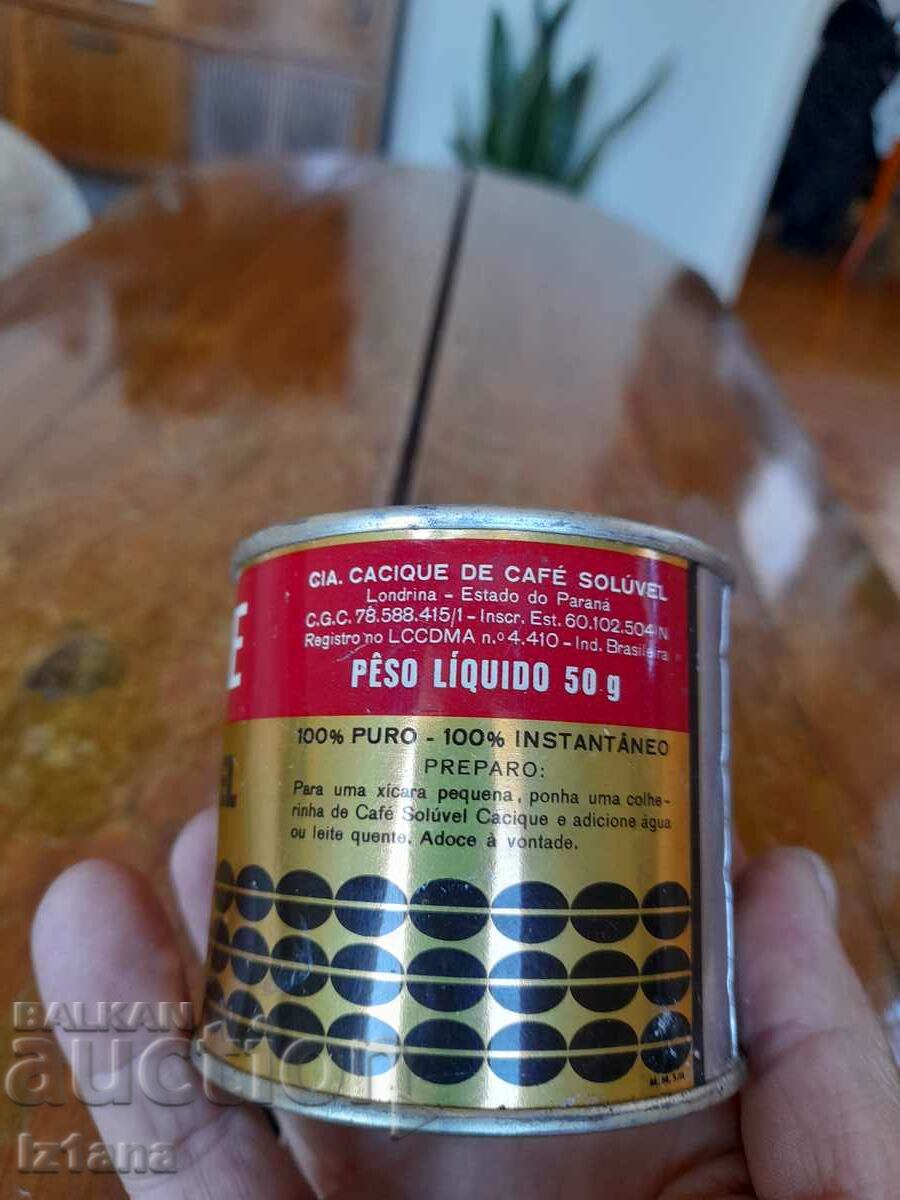 CIA. CACIQUE DE CAFÉ SOLÚVEL
Londrina - Estado do Paraná
C.G.C. 78.588.415/1 - Inscr. Est. 60.102.504/N
Registro no LCCDMA n.º 4.410 - Ind. Brasileira
PÊSO LÍQUIDO 50 g
E
EL
100% PURO - 100% INSTANTÂNEO
PREPARO:
Para uma xícara pequena, ponha uma colhe-
rinha de Café Solúvel Cacique e adicione água
ou leite quente. Adoce à vontade.
BALKAN
auction
Iz1ana